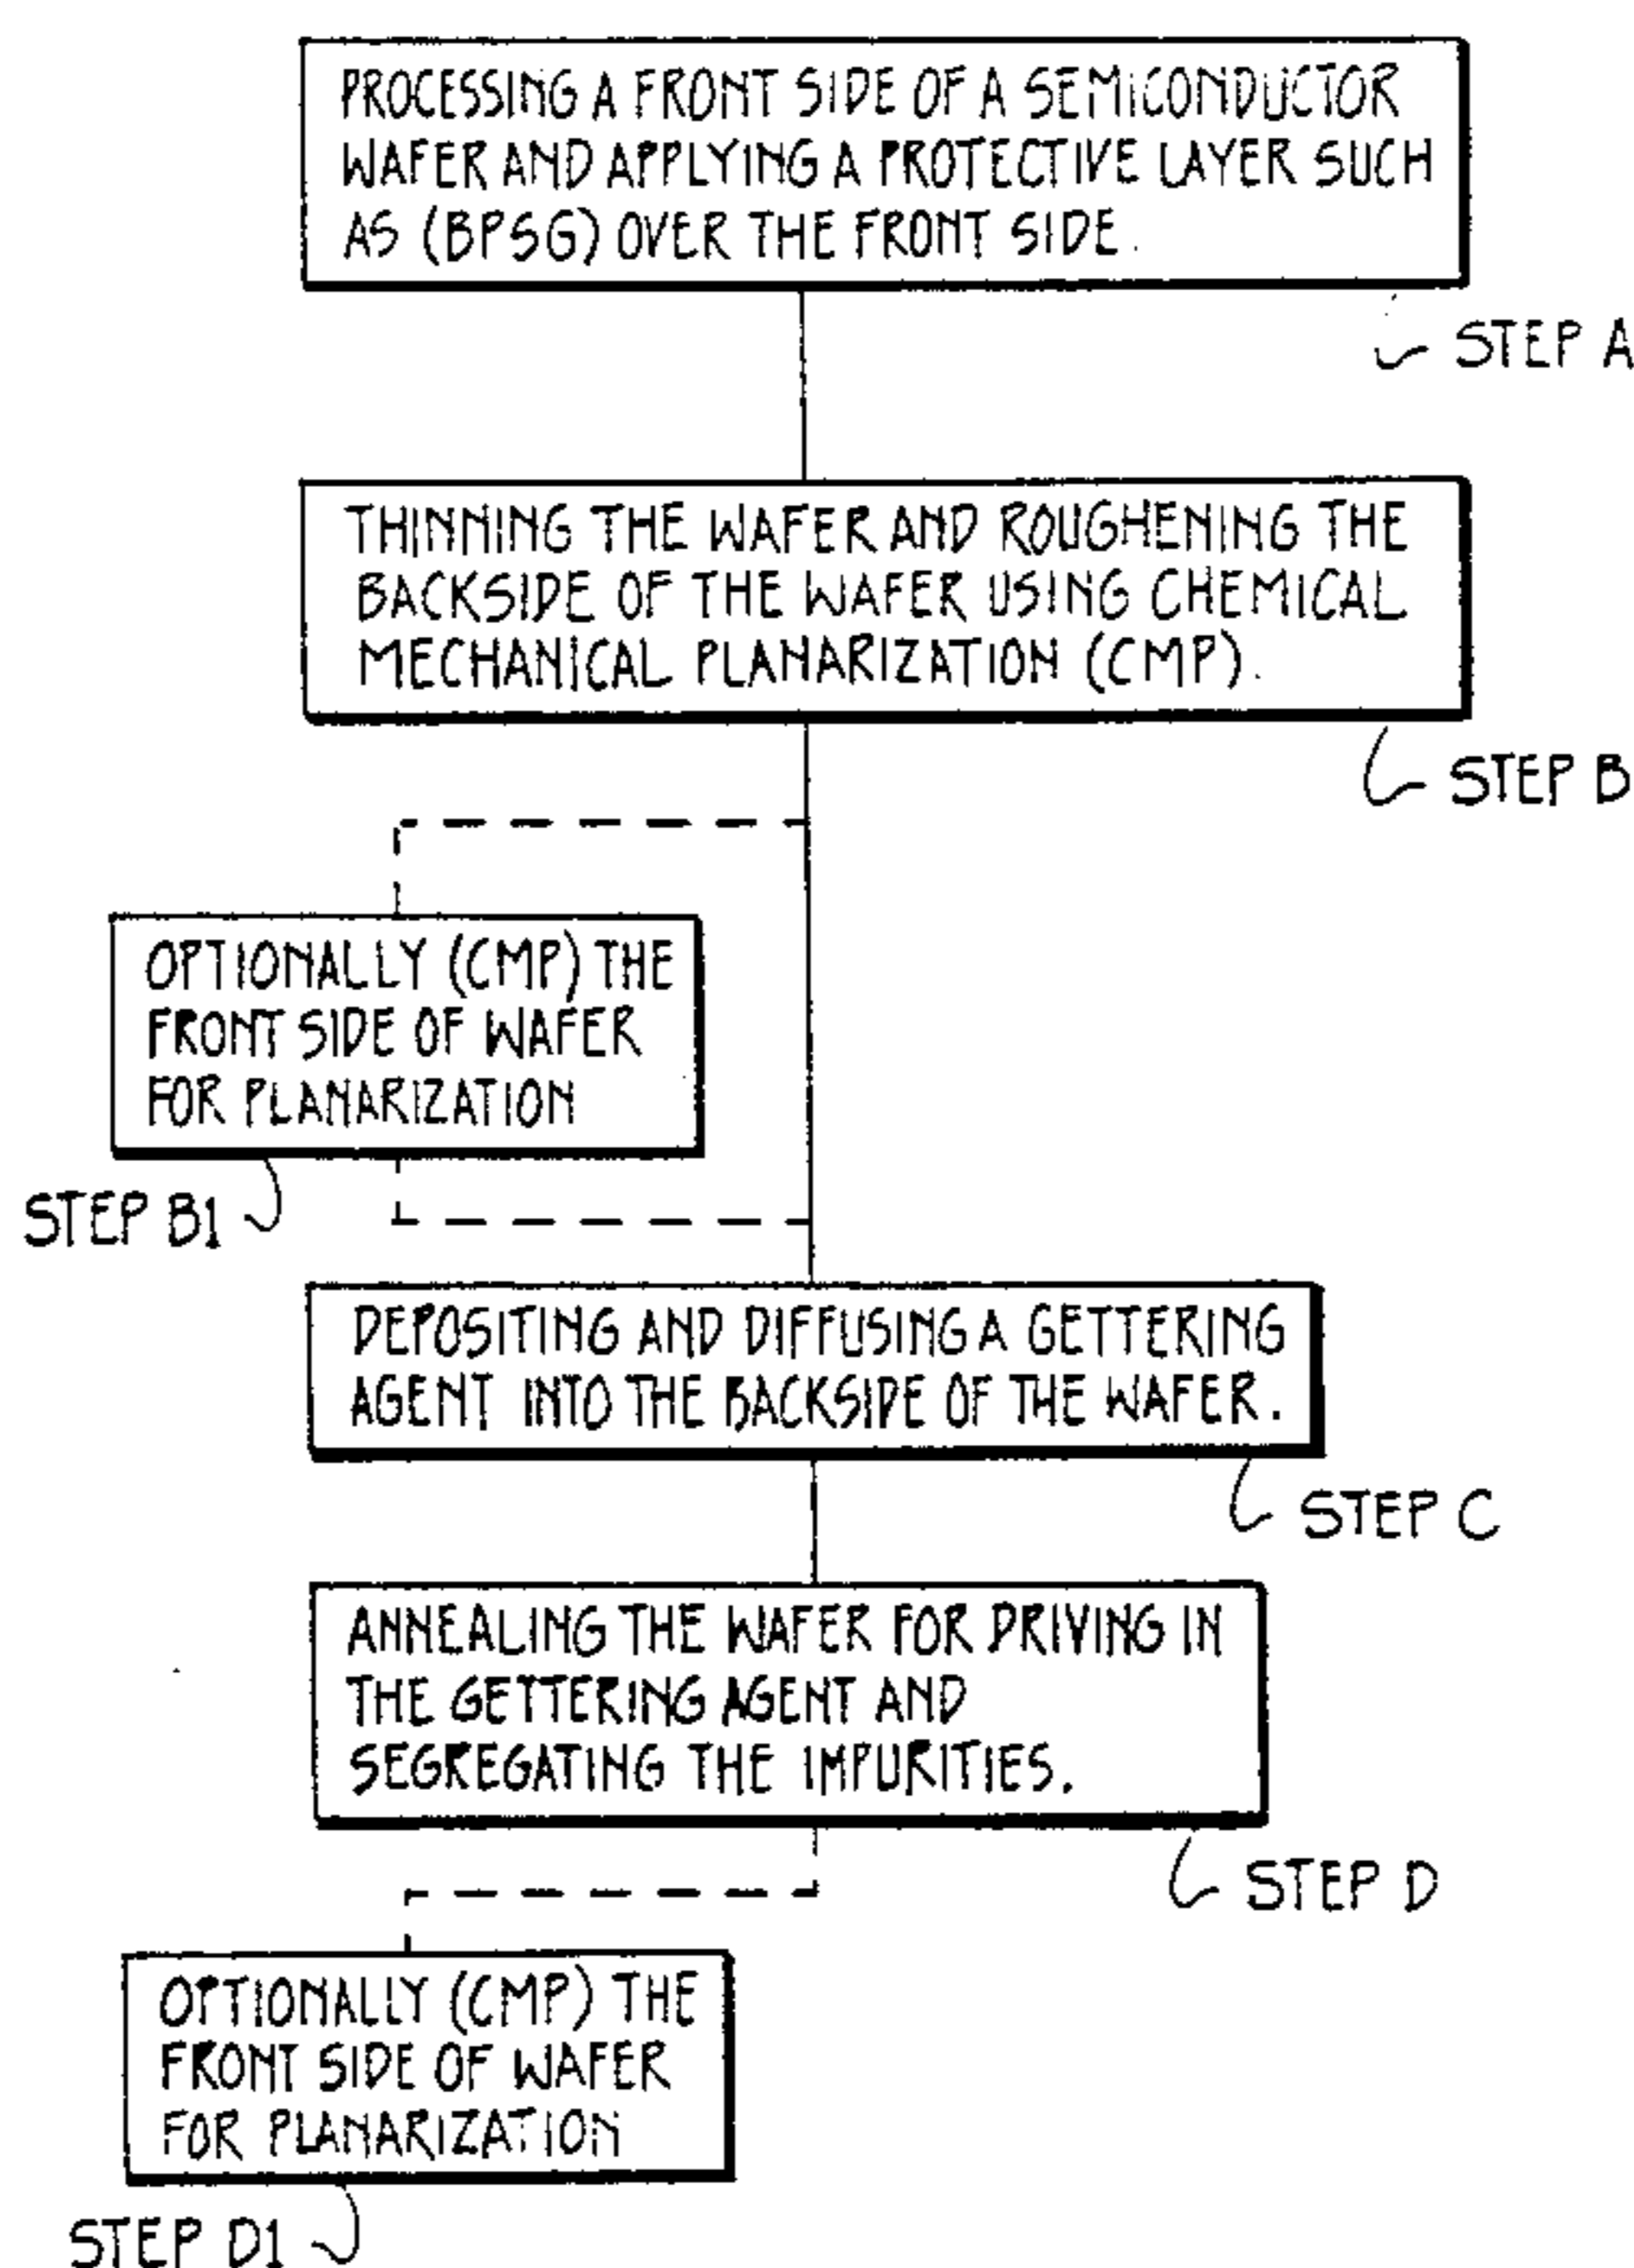 PROCESSING A FRONT SIDE OF A SEMICONDUCTOR
WAFER AND APPLYING A PROTECTIVE LAYER SUCH
AS (BPSG) OVER THE FRONT SIDE.
STEP A
THINNING THE WAFER AND ROUGHENING THE
BACKSIDE OF THE WAFER USING CHEMICAL
MECHANICAL PLANARIZATION (CMP).
STEP B
OPTIONALLY (CMP) THE
FRONT SIDE OF WAFER
FOR PLANARIZATION
STEP B1
DEPOSITING AND DIFFUSING A GETTERING
AGENT INTO THE BACKSIDE OF THE WAFER.
STEP C
ANNEALING THE WAFER FOR DRIVING IN
THE GETTERING AGENT AND
SEGREGATING THE IMPURITIES.
STEP D
OPTIONALLY (CMP) THE
FRONT SIDE OF WAFER
FOR PLANARIZATION
STEP D1